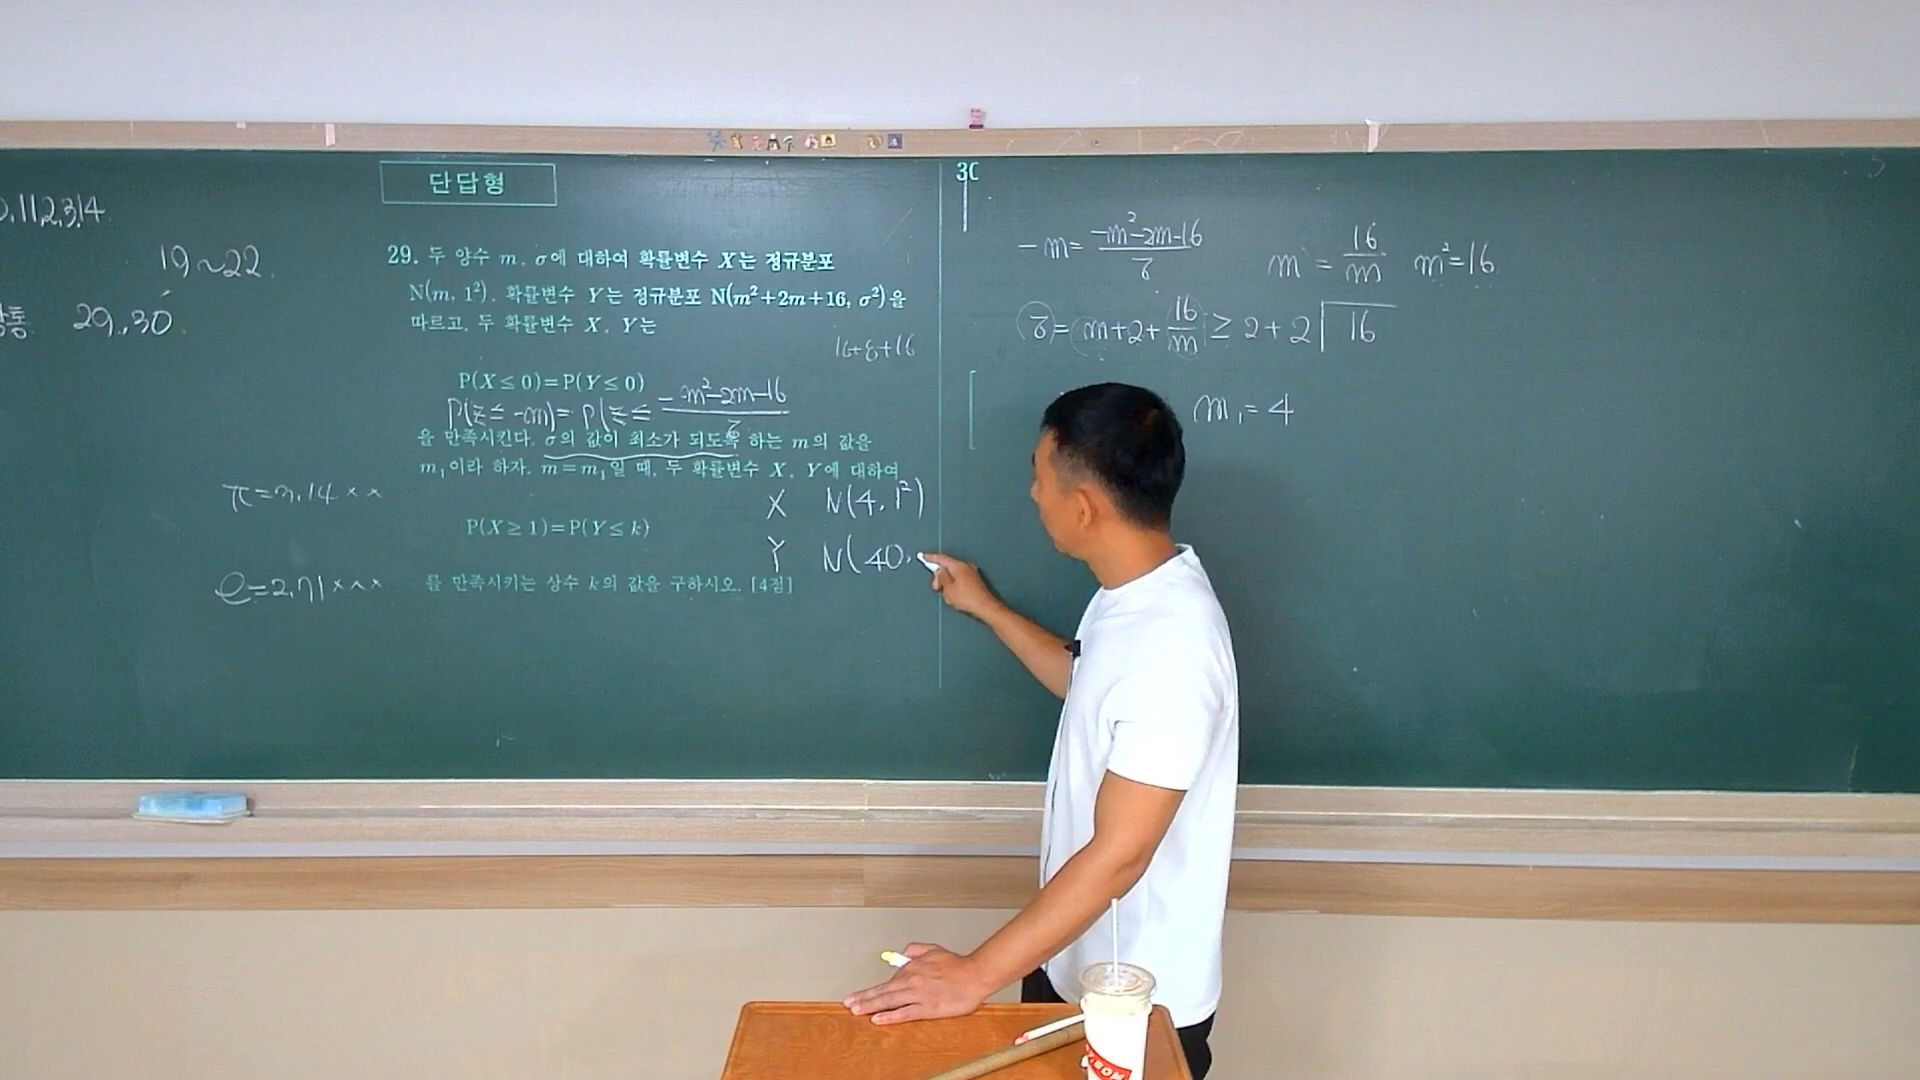 0,11,2,3,14
19~22
29, 30
π=3.14××
e=2.71×××
단답형
29. 두 양수 m, σ에 대하여 확률변수 X는 정규분포
N(m, 1²), 확률변수 Y는 정규분포 N(m²+2m+16, σ²)을
따르고, 두 확률변수 X, Y는
16+8+16
P(X≤0)=P(Y≤0)
P(z≤-m)=P(z≤ (-m²-2m-16)/σ
을 만족시킨다. σ의 값이 최소가 되도록 하는 m의 값을
m₁이라 하자. m=m₁일 때, 두 확률변수 X, Y에 대하여
X N(4, 1²)
P(X≥1)=P(Y≤k)
Y N(40,
를 만족시키는 상수 k의 값을 구하시오. [4점]
30
-m = (-m²-2m-16)/σ
m = 16/m m²=16
σ = m+2+16/m ≥ 2+2√16
m₁=4